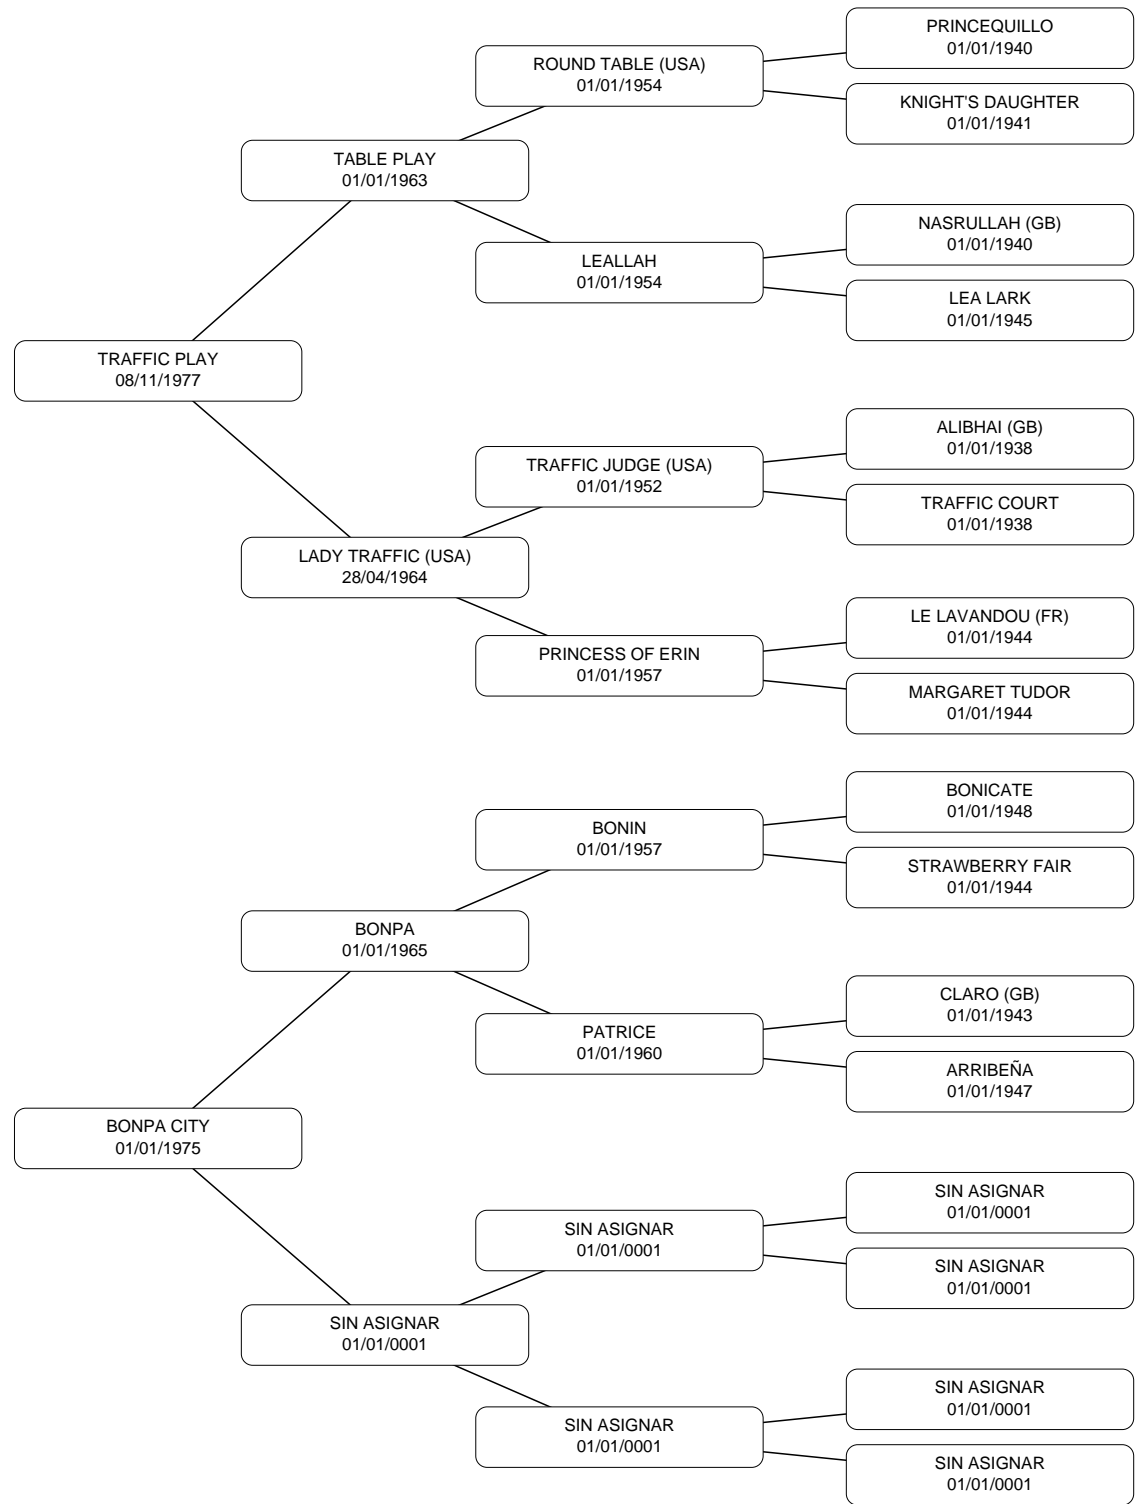 PRINCEQUILLO
01/01/1940
ROUND TABLE (USA)
01/01/1954
KNIGHT'S DAUGHTER
01/01/1941
TABLE PLAY
01/01/1963
NASRULLAH (GB)
01/01/1940
LEALLAH
01/01/1954
LEA LARK
01/01/1945
TRAFFIC PLAY
08/11/1977
ALIBHAI (GB)
01/01/1938
TRAFFIC JUDGE (USA)
01/01/1952
TRAFFIC COURT
01/01/1938
LADY TRAFFIC (USA)
28/04/1964
LE LAVANDOU (FR)
01/01/1944
PRINCESS OF ERIN
01/01/1957
MARGARET TUDOR
01/01/1944
BONICATE
01/01/1948
BONIN
01/01/1957
STRAWBERRY FAIR
01/01/1944
BONPA
01/01/1965
CLARO (GB)
01/01/1943
PATRICE
01/01/1960
ARRIBEÑA
01/01/1947
BONPA CITY
01/01/1975
SIN ASIGNAR
01/01/0001
SIN ASIGNAR
01/01/0001
SIN ASIGNAR
01/01/0001
SIN ASIGNAR
01/01/0001
SIN ASIGNAR
01/01/0001
SIN ASIGNAR
01/01/0001
SIN ASIGNAR
01/01/0001